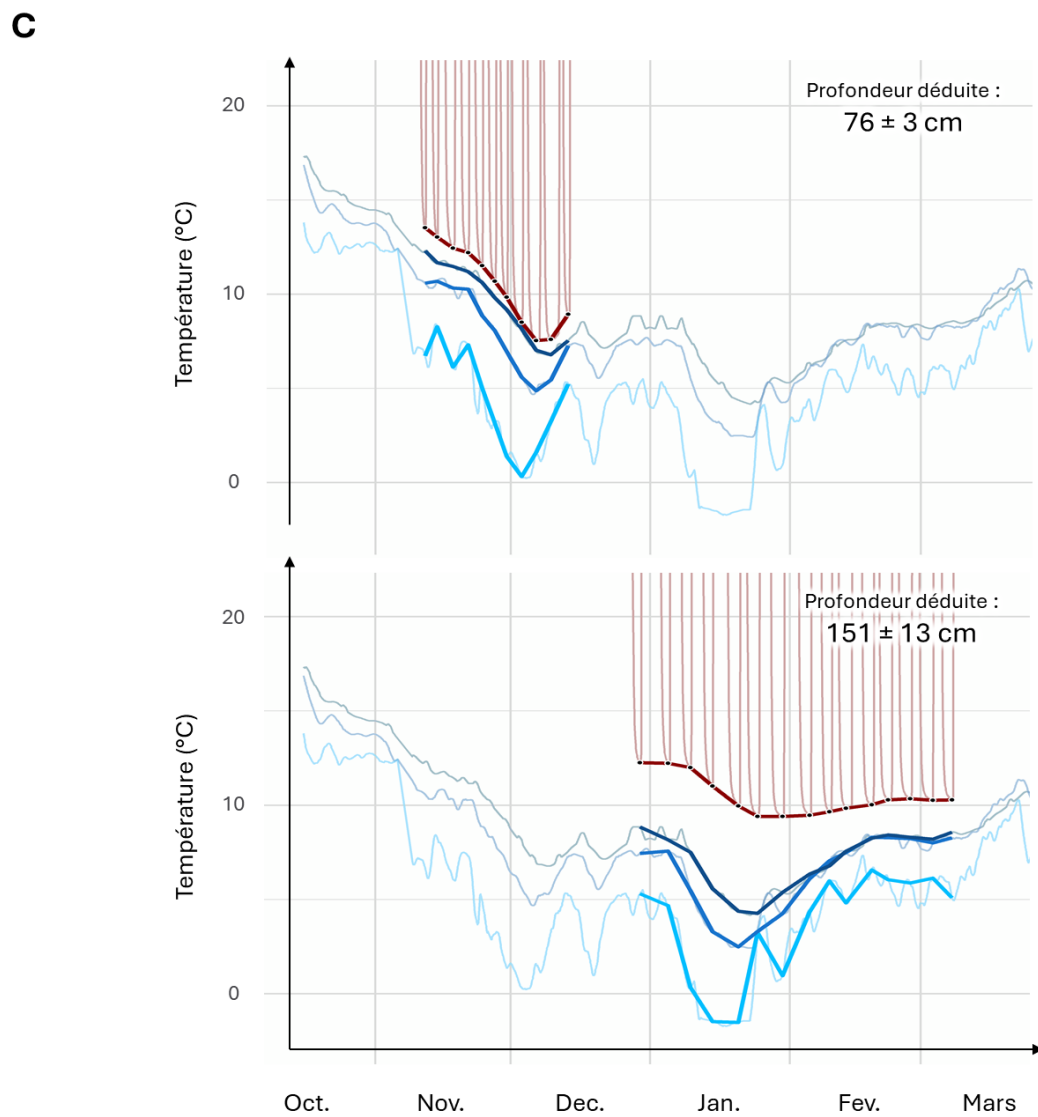 C
Profondeur déduite :
76 ± 3 cm
20
10
0
Température (°C)
Profondeur déduite :
151 ± 13 cm
20
10
0
Température (°C)
Oct. Nov. Dec. Jan. Fev. Mars